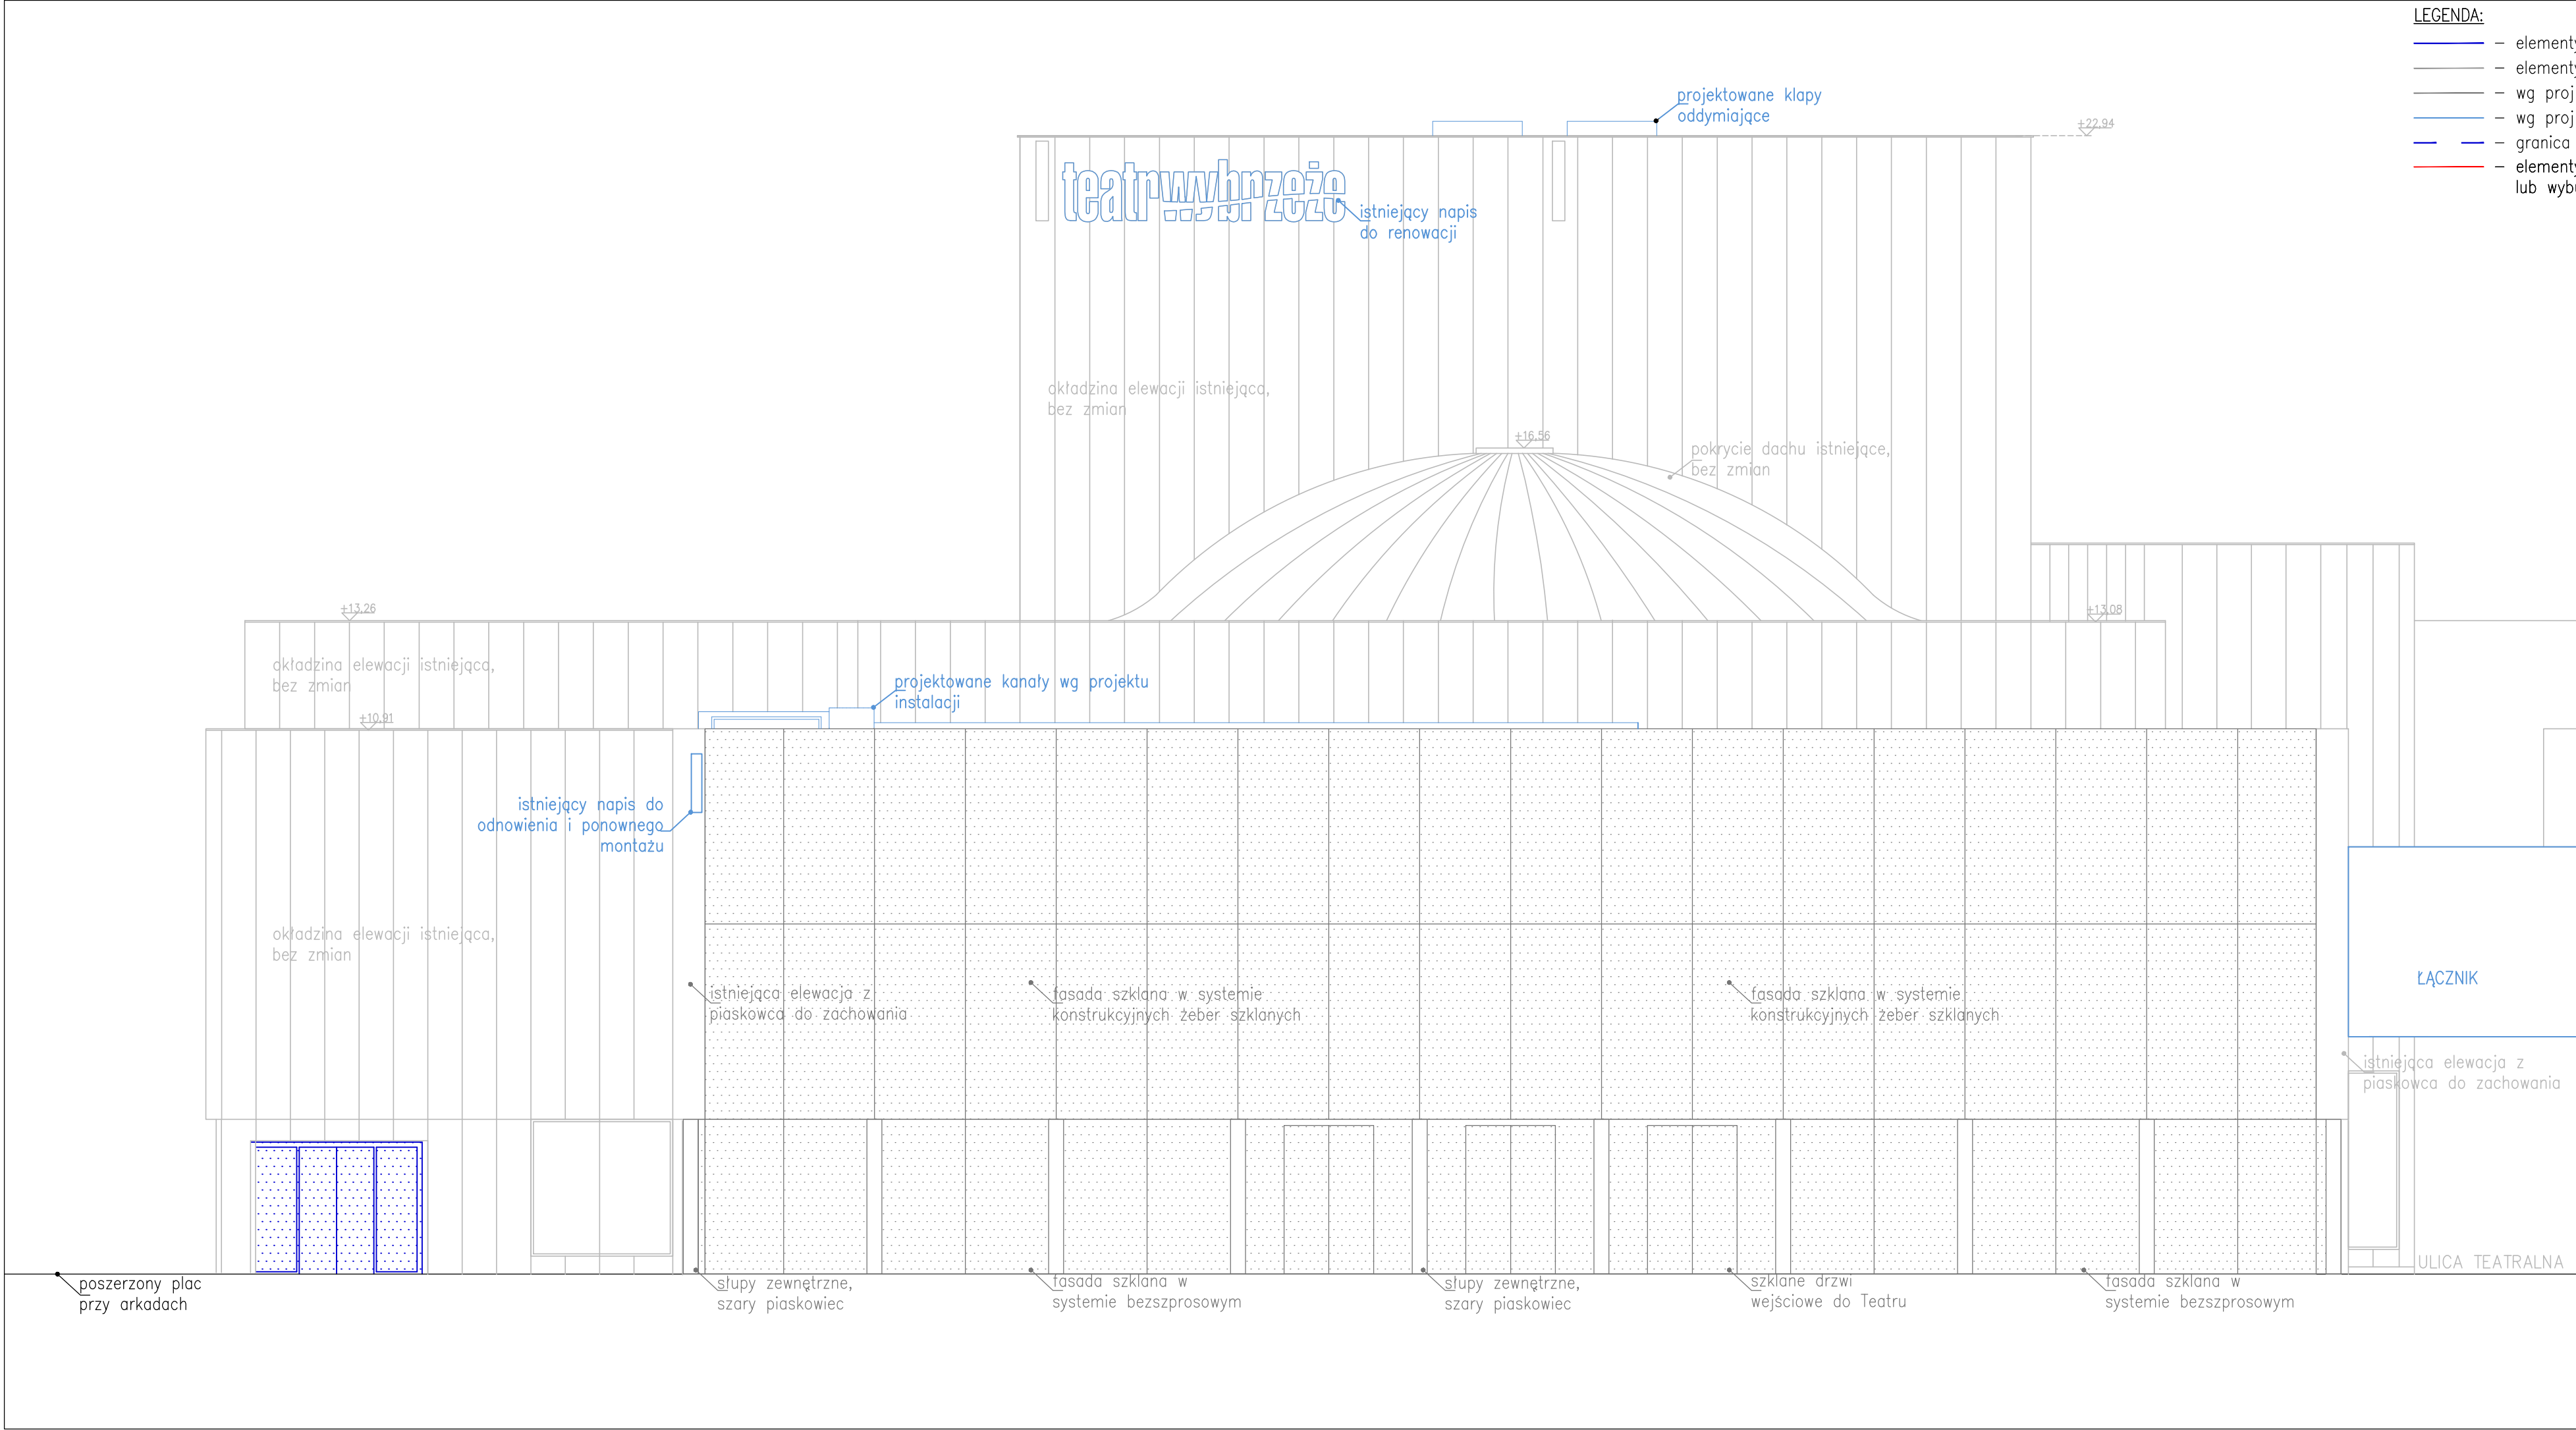 LEGENDA:
– element
– element
– wg proj
– wg proj
– granica
– element
lub wyb
projektowane klapy
oddymiające
+22,94
teatr wybrzeże
istniejący napis
do renowacji
okładzina elewacji istniejąca,
bez zmian
+16,56
pokrycie dachu istniejące,
bez zmian
+13,26
+13,08
okładzina elewacji istniejąca,
bez zmian
projektowane kanały wg projektu
instalacji
+10,91
istniejący napis do
odnowienia i ponownego
montażu
okładzina elewacji istniejąca,
bez zmian
istniejąca elewacja z
piaskowca do zachowania
fasada szklana w systemie
konstrukcyjnych żeber szklanych
fasada szklana w systemie
konstrukcyjnych żeber szklanych
ŁĄCZNIK
istniejąca elewacja z
piaskowca do zachowania
ULICA TEATRALNA
poszerzony plac
przy arkadach
słupy zewnętrzne,
szary piaskowiec
fasada szklana w
systemie bezszprosowym
słupy zewnętrzne,
szary piaskowiec
szklane drzwi
wejściowe do Teatru
fasada szklana w
systemie bezszprosowym